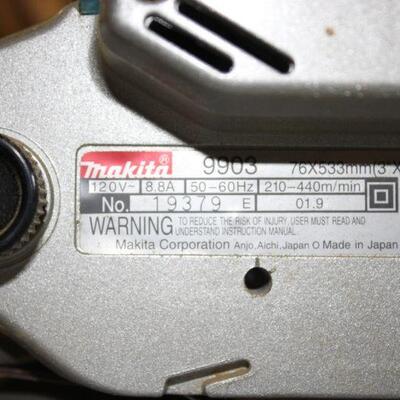 makita® 9903 76X533mm(3"X
120V~ 8.8A 50-60Hz 210-440m/min
No. 19379 E 01.9
WARNING TO REDUCE THE RISK OF INJURY, USER MUST READ AND
UNDERSTAND INSTRUCTION MANUAL.
Makita Corporation Anjo, Aichi, Japan O Made in Japan